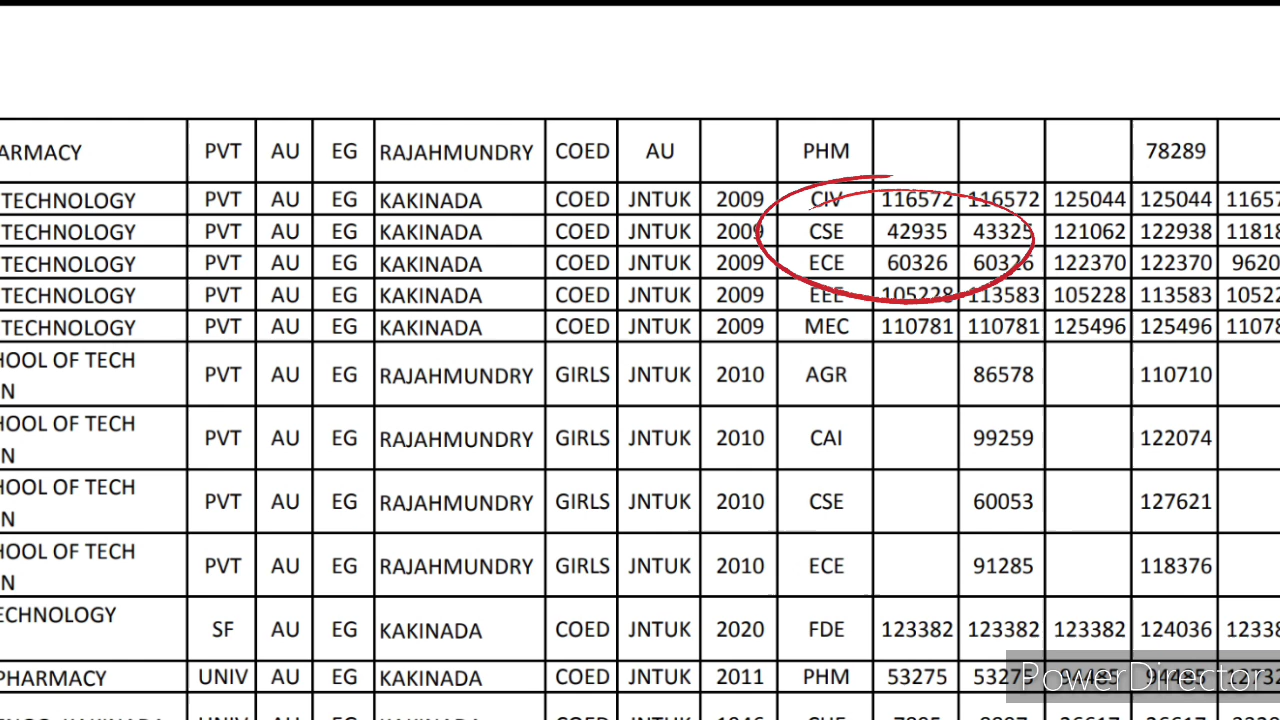 ARMACY PVT AU EG RAJAHMUNDRY COED AU PHM 78289
TECHNOLOGY PVT AU EG KAKINADA COED JNTUK 2009 CIV 116572 116572 125044 125044 11657
TECHNOLOGY PVT AU EG KAKINADA COED JNTUK 2009 CSE 42935 43325 121062 122938 11818
TECHNOLOGY PVT AU EG KAKINADA COED JNTUK 2009 ECE 60326 60326 122370 122370 9620
TECHNOLOGY PVT AU EG KAKINADA COED JNTUK 2009 EEE 105228 113583 105228 113583 10522
TECHNOLOGY PVT AU EG KAKINADA COED JNTUK 2009 MEC 110781 110781 125496 125496 11078
HOOL OF TECH
N PVT AU EG RAJAHMUNDRY GIRLS JNTUK 2010 AGR 86578 110710
HOOL OF TECH
N PVT AU EG RAJAHMUNDRY GIRLS JNTUK 2010 CAI 99259 122074
HOOL OF TECH
N PVT AU EG RAJAHMUNDRY GIRLS JNTUK 2010 CSE 60053 127621
HOOL OF TECH
N PVT AU EG RAJAHMUNDRY GIRLS JNTUK 2010 ECE 91285 118376
ECHNOLOGY SF AU EG KAKINADA COED JNTUK 2020 FDE 123382 123382 123382 124036 12338
PHARMACY UNIV AU EG KAKINADA COED JNTUK 2011 PHM 53275 53275
PowerDirector